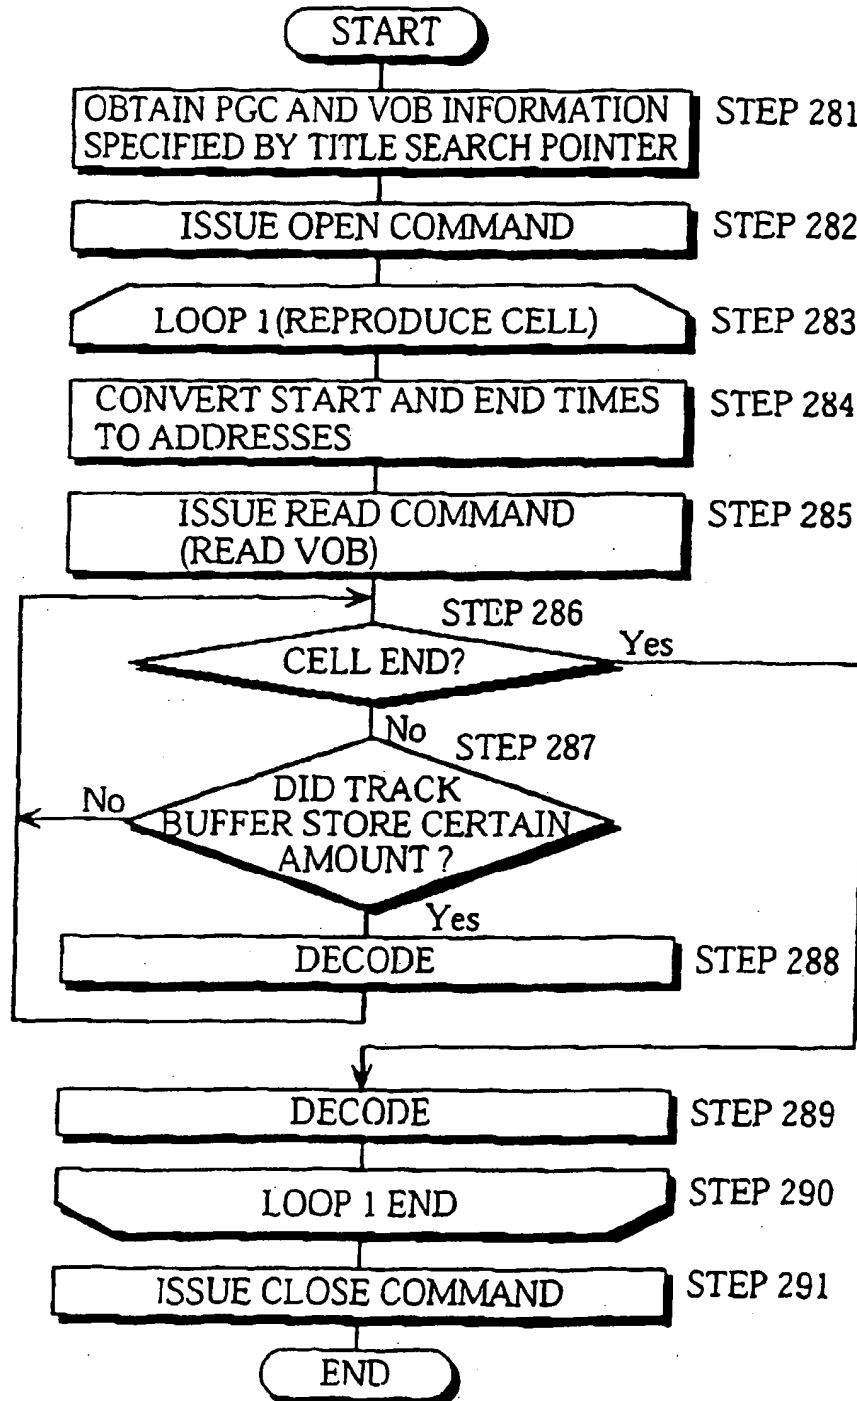 START
OBTAIN PGC AND VOB INFORMATION
SPECIFIED BY TITLE SEARCH POINTER
STEP 281
ISSUE OPEN COMMAND
STEP 282
LOOP 1(REPRODUCE CELL)
STEP 283
CONVERT START AND END TIMES
TO ADDRESSES
STEP 284
ISSUE READ COMMAND
(READ VOB)
STEP 285
STEP 286
CELL END?
Yes
No
STEP 287
DID TRACK
BUFFER STORE CERTAIN
AMOUNT ?
No
Yes
DECODE
STEP 288
DECODE
STEP 289
LOOP 1 END
STEP 290
ISSUE CLOSE COMMAND
STEP 291
END